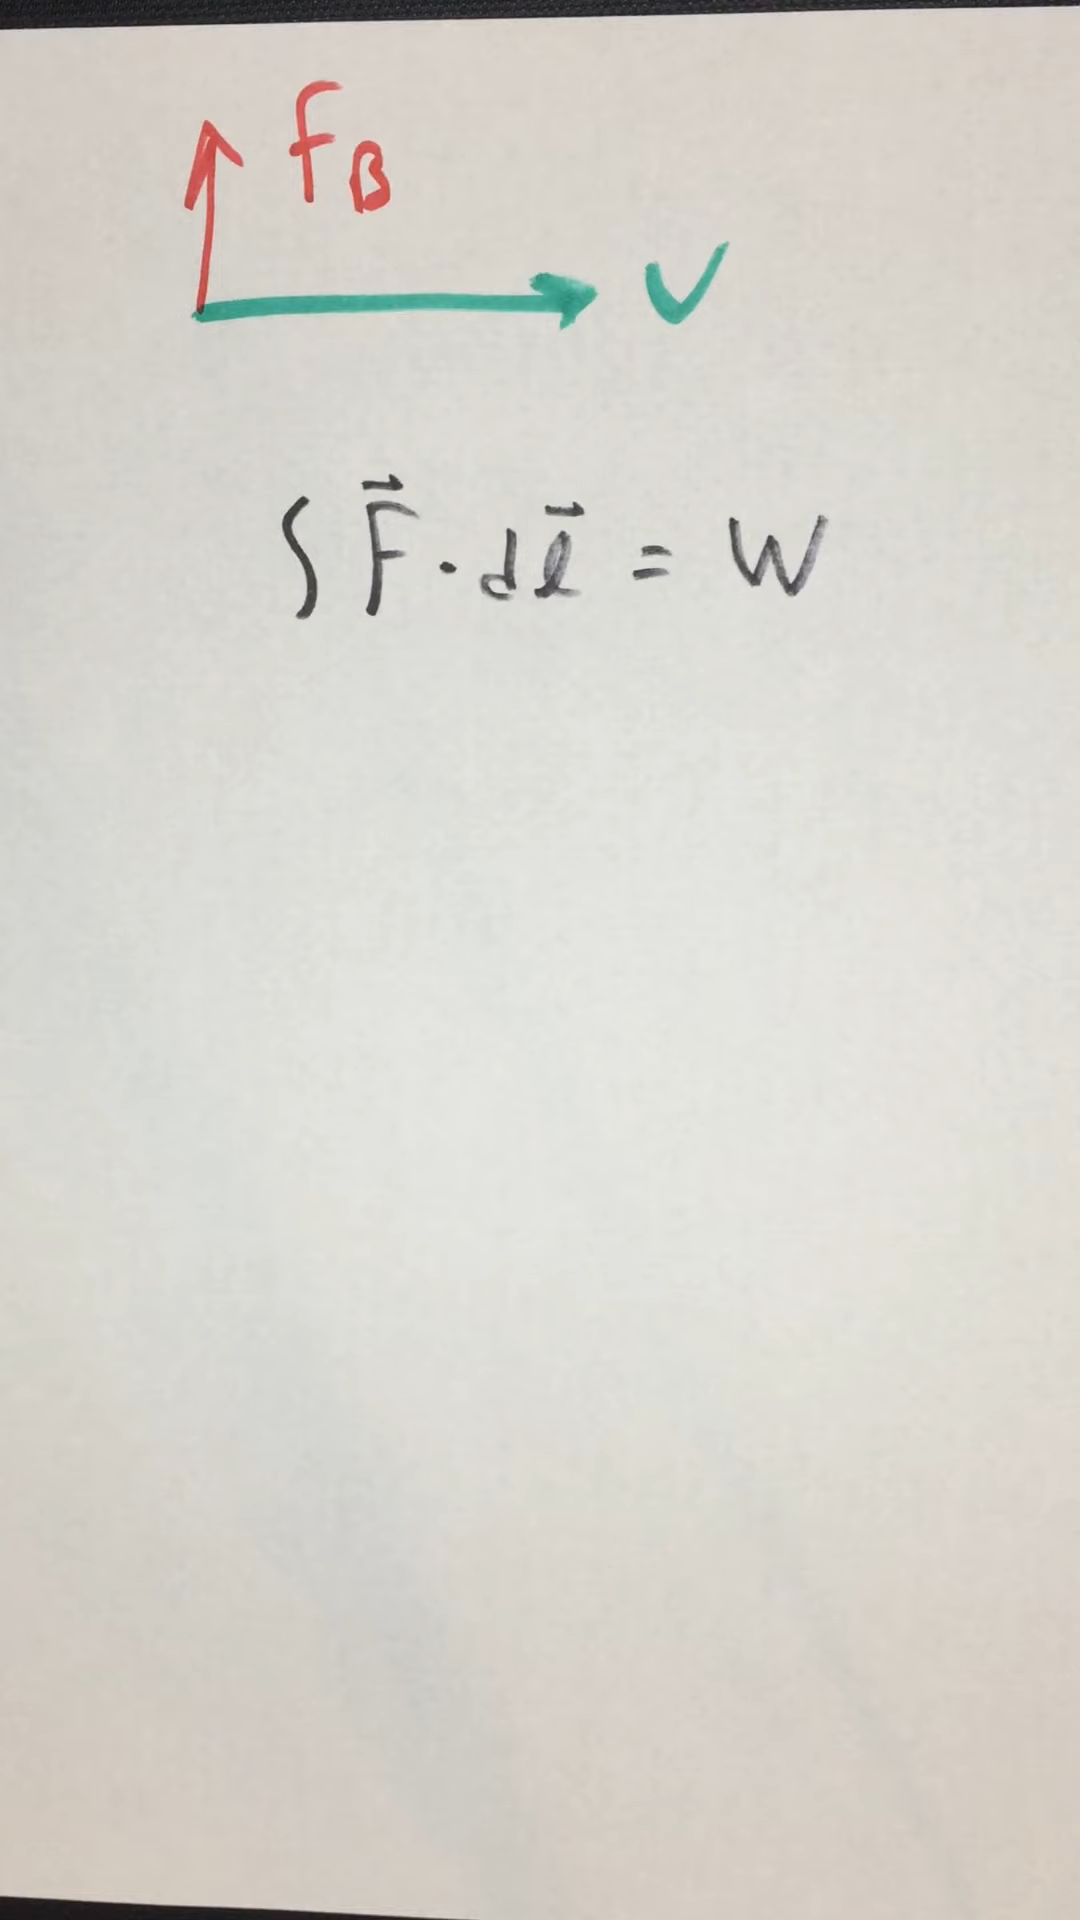 F_B
V
∫ F⃗ · dℓ⃗ = W